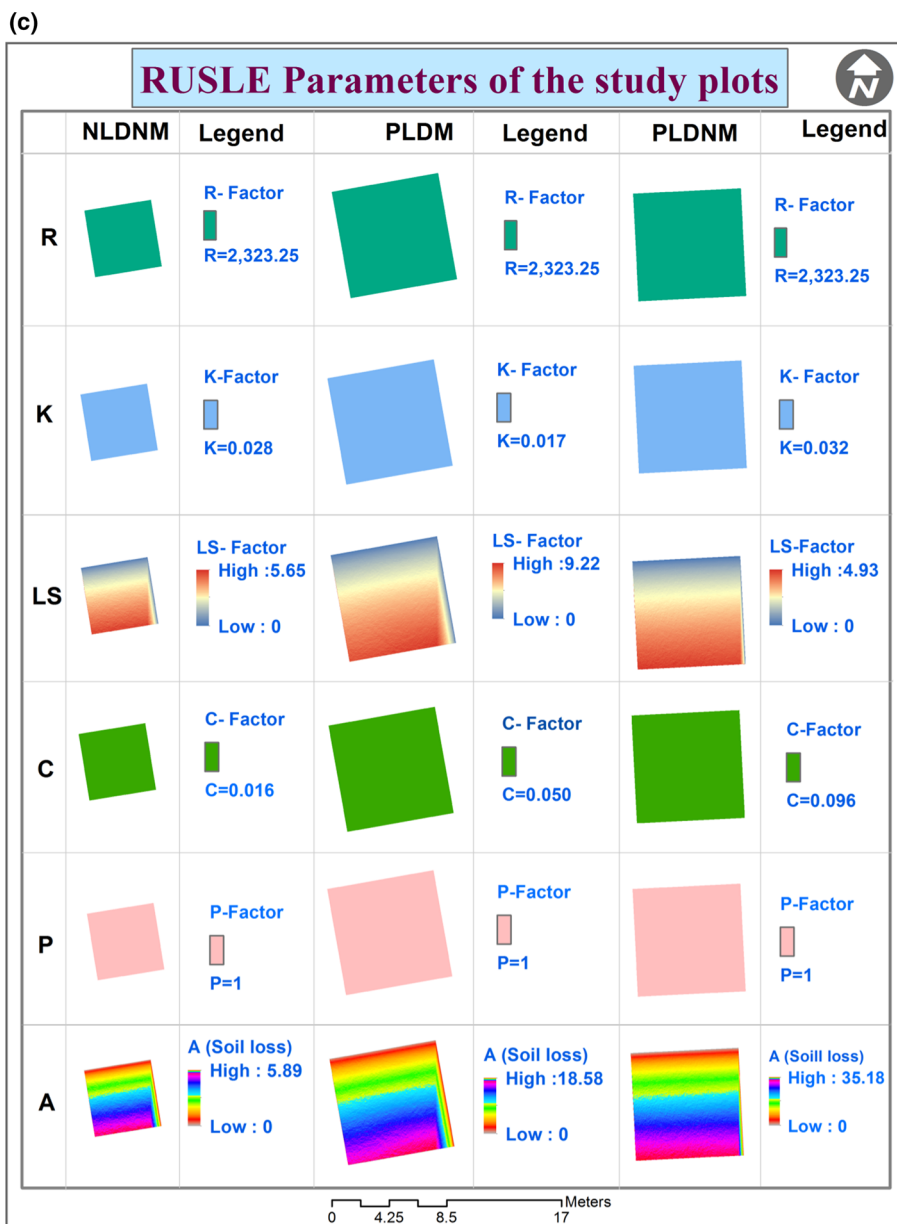 (c)
RUSLE Parameters of the study plots
N
NLDNM Legend PLDM Legend PLDNM Legend
R
R- Factor
R=2,323.25
R- Factor
R=2,323.25
R- Factor
R=2,323.25
K
K-Factor
K=0.028
K- Factor
K=0.017
K- Factor
K=0.032
LS
LS- Factor
High :5.65
Low : 0
LS- Factor
High :9.22
Low : 0
LS-Factor
High :4.93
Low : 0
C
C- Factor
C=0.016
C- Factor
C=0.050
C-Factor
C=0.096
P
P-Factor
P=1
P-Factor
P=1
P-Factor
P=1
A
A (Soil loss)
High : 5.89
Low : 0
A (Soil loss)
High :18.58
Low : 0
A (Soill loss)
High : 35.18
Low : 0
Meters
0 4.25 8.5 17